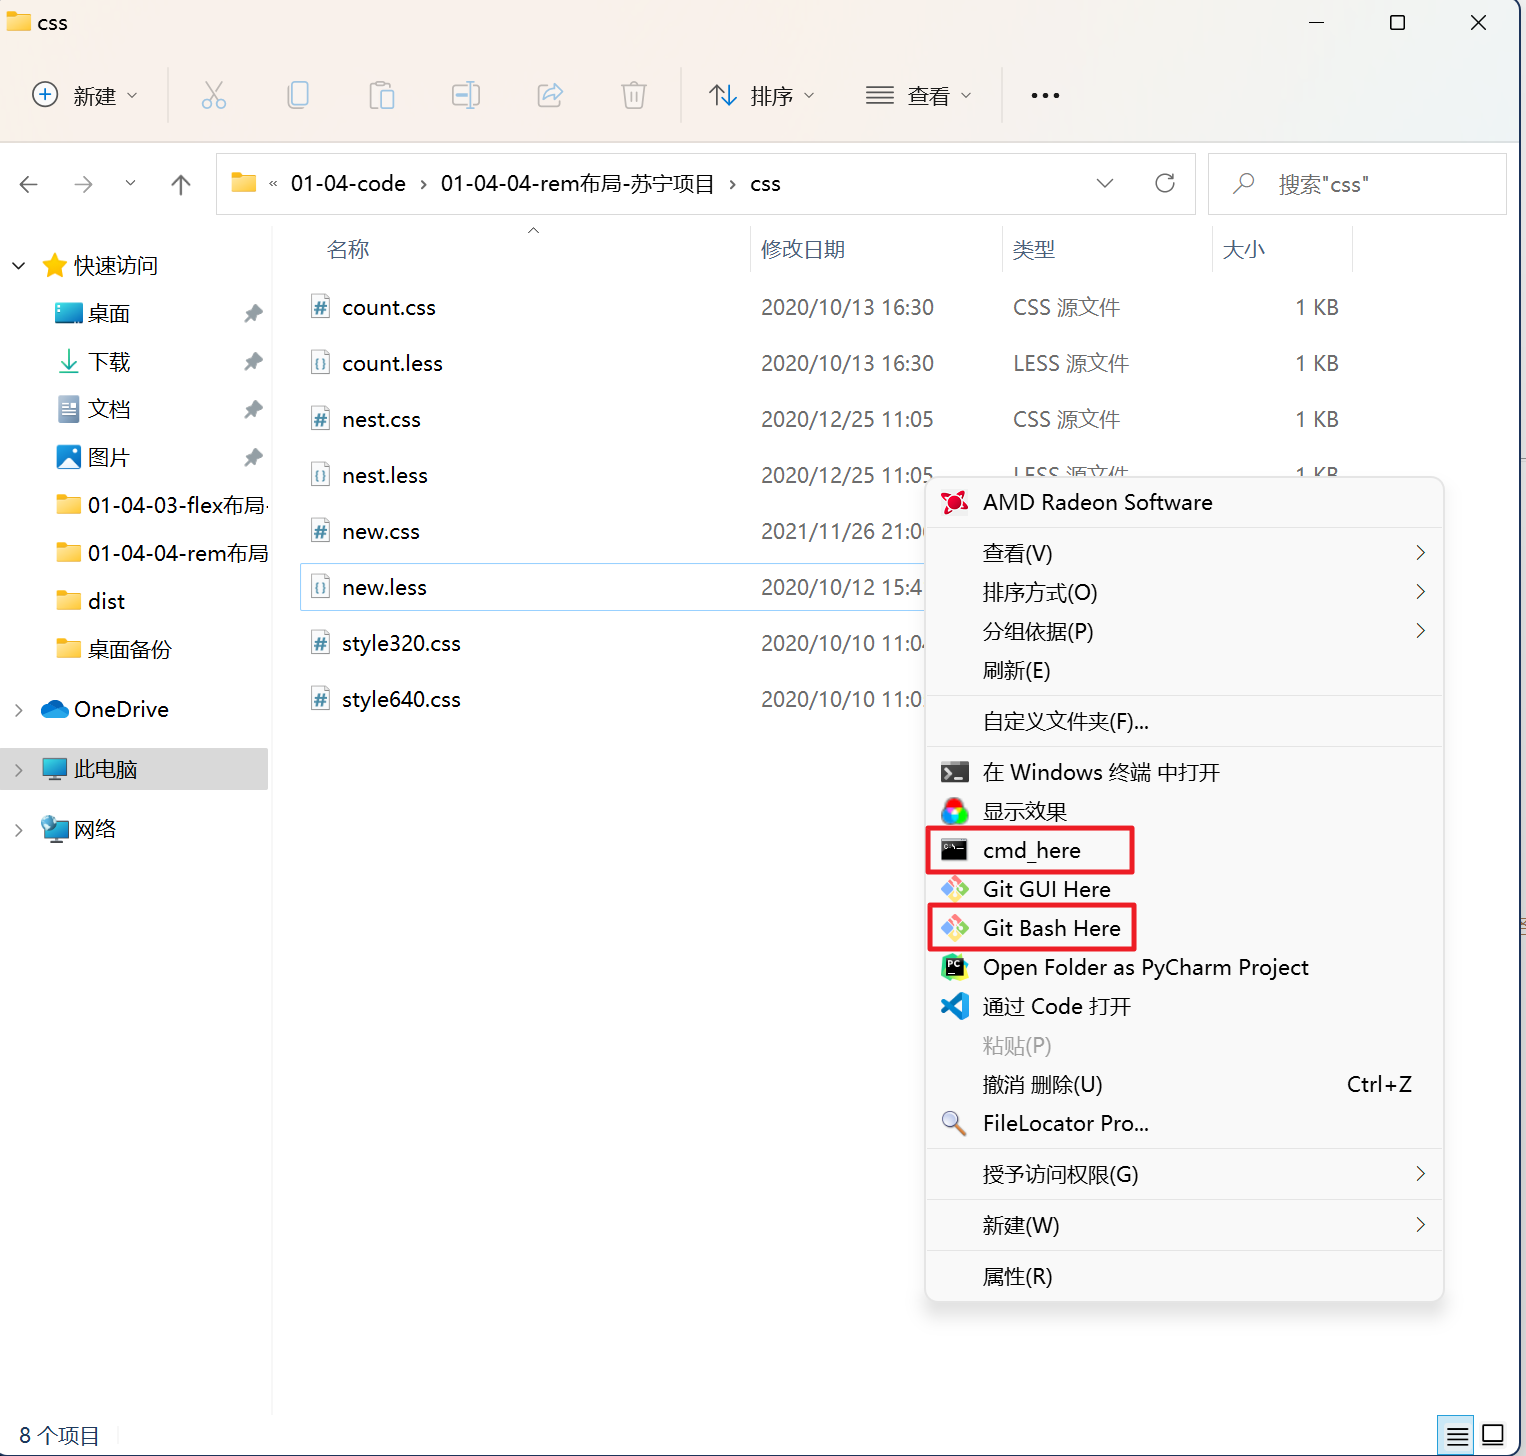 css
新建
排序
查看
« 01-04-code › 01-04-04-rem布局-苏宁项目 › css
搜索"css"
名称 修改日期 类型 大小
快速访问
桌面
下载
文档
图片
01-04-03-flex布局-
01-04-04-rem布局
dist
桌面备份
OneDrive
此电脑
网络
count.css 2020/10/13 16:30 CSS 源文件 1 KB
count.less 2020/10/13 16:30 LESS 源文件 1 KB
nest.css 2020/12/25 11:05 CSS 源文件 1 KB
nest.less 2020/12/25 11:05 LESS 源文件 1 KB
new.css 2021/11/26 21:0
new.less 2020/10/12 15:4
style320.css 2020/10/10 11:0
style640.css 2020/10/10 11:0
AMD Radeon Software
查看(V)
排序方式(O)
分组依据(P)
刷新(E)
自定义文件夹(F)...
在 Windows 终端 中打开
显示效果
cmd_here
Git GUI Here
Git Bash Here
Open Folder as PyCharm Project
通过 Code 打开
粘贴(P)
撤消 删除(U) Ctrl+Z
FileLocator Pro...
授予访问权限(G)
新建(W)
属性(R)
8 个项目